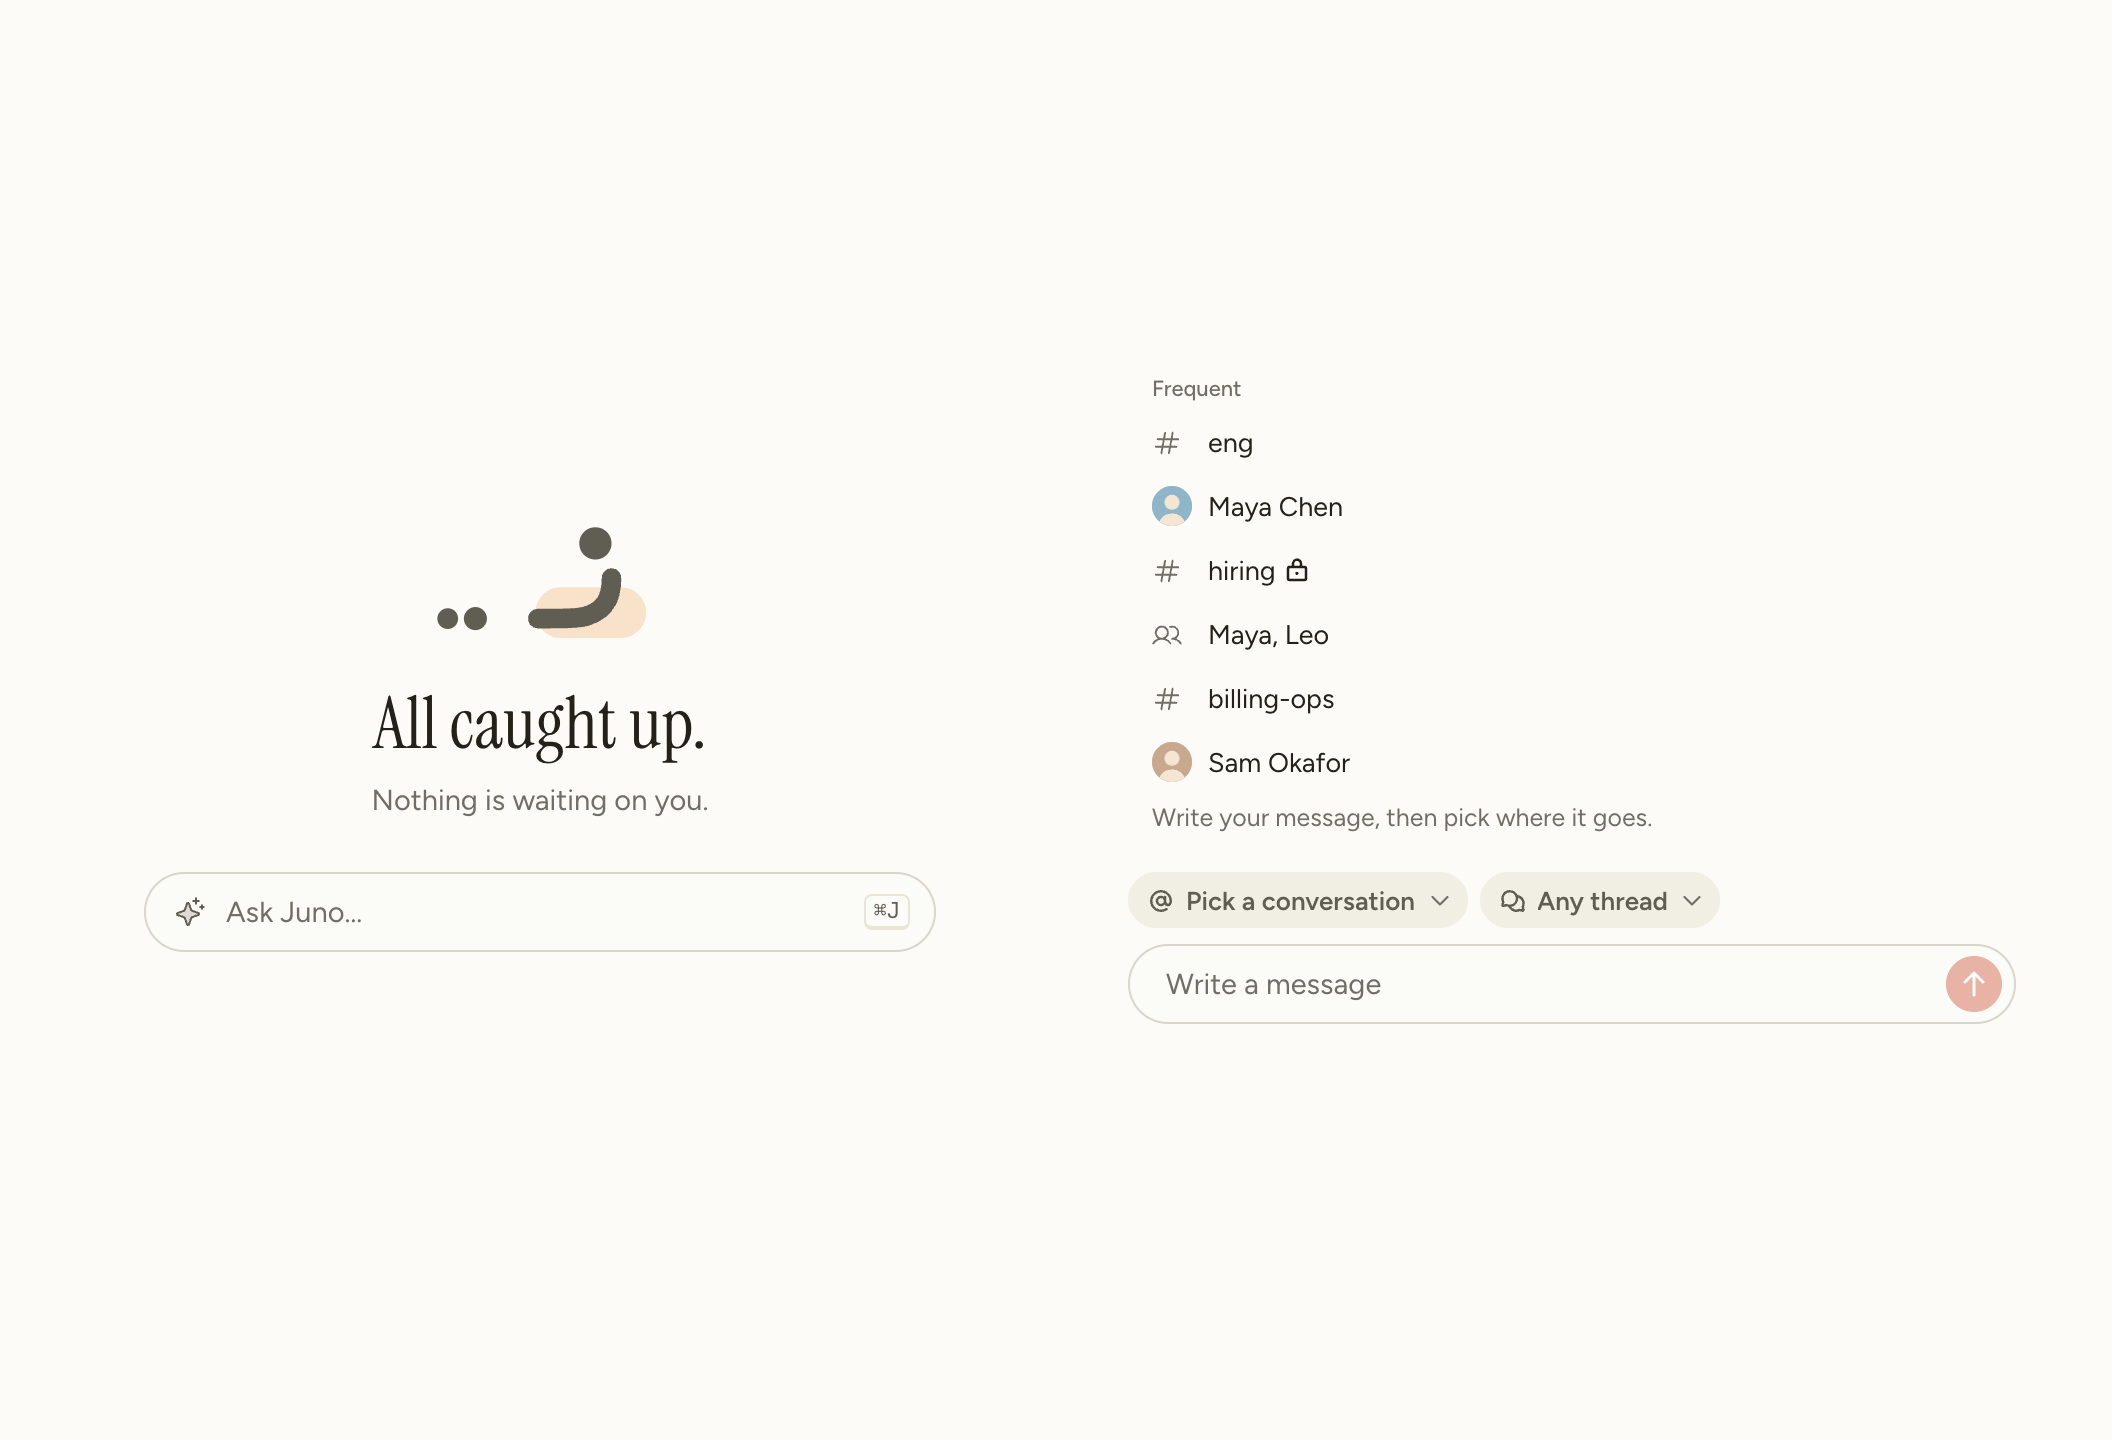 All caught up.
Nothing is waiting on you.
Ask Juno...
⌘J
Frequent
# eng
Maya Chen
# hiring
Maya, Leo
# billing-ops
Sam Okafor
Write your message, then pick where it goes.
Pick a conversation
Any thread
Write a message